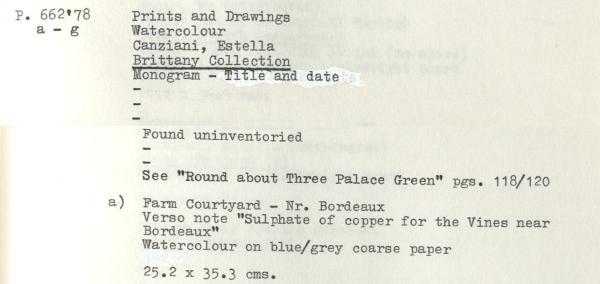 P. 662'78 Prints and Drawings
a - g Watercolour
Canziani, Estella
Brittany Collection
Monogram - Title and date
-
-
-
Found uninventoried
-
-
See "Round about Three Palace Green" pgs. 118/120
a) Farm Courtyard - Nr. Bordeaux
Verso note "Sulphate of copper for the Vines near
Bordeaux"
Watercolour on blue/grey coarse paper
25.2 x 35.3 cms.